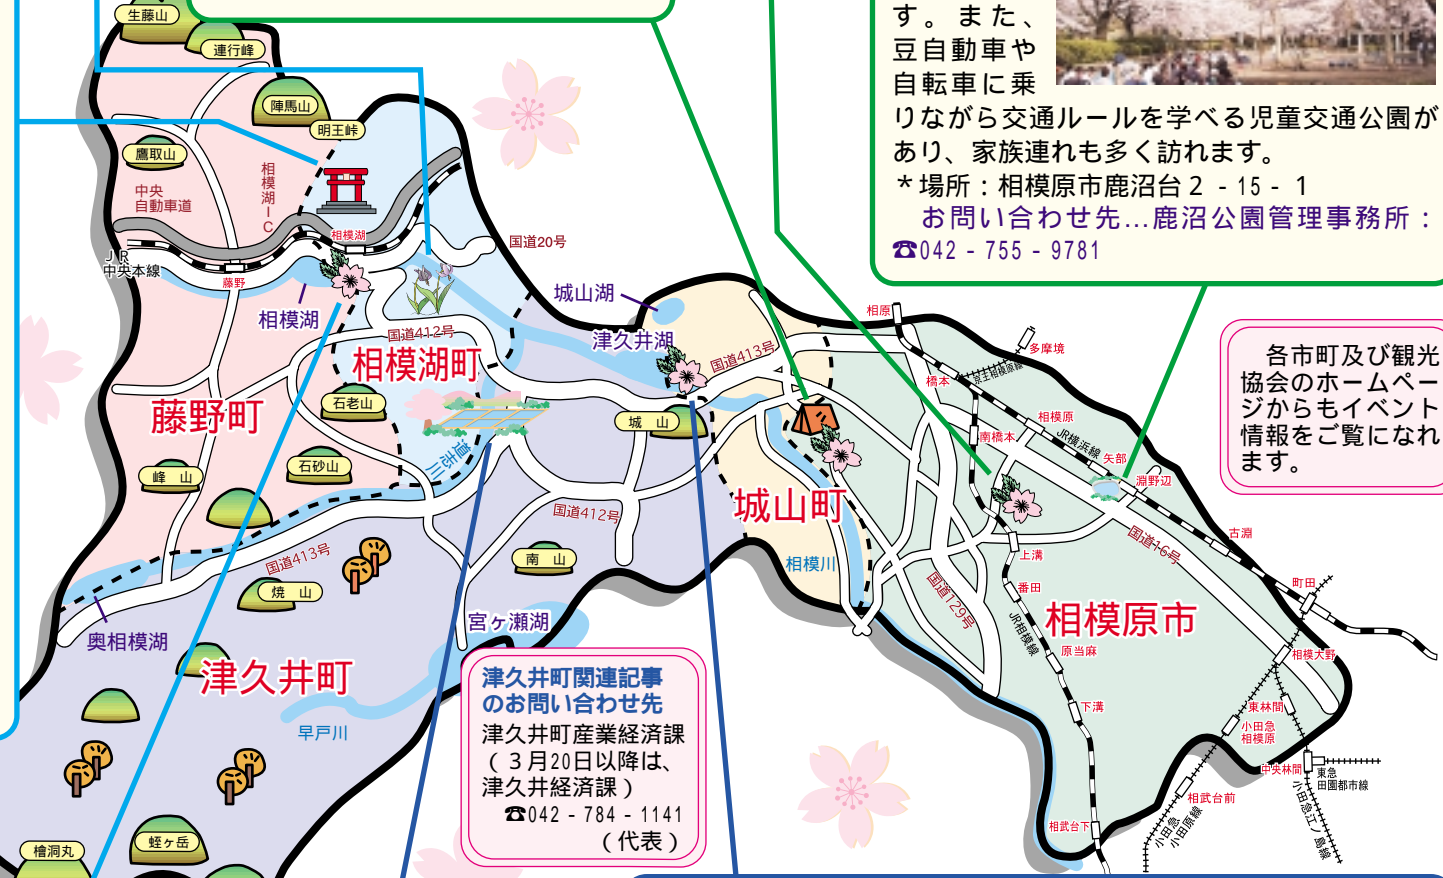 す。また、
豆自動車や
自転車に乗
りながら交通ルールを学べる児童交通公園が
あり、家族連れも多く訪れます。
＊場所：相模原市鹿沼台２‐15‐１
お問い合わせ先…鹿沼公園管理事務所：
☎042‐755‐9781
各市町及び観光
協会のホームペー
ジからもイベント
情報をご覧になれ
ます。
津久井町関連記事
のお問い合わせ先
津久井町産業経済課
（３月20日以降は、
津久井経済課）
☎042‐784‐1141
（代表）
生藤山
連行峰
陣馬山
明王峠
鷹取山
中央
自動車道
相模湖IC
相模湖
国道20号
JR
中央本線
藤野
相模湖
城山湖
津久井湖
国道412号
国道413号
相模湖町
藤野町
石老山
城　山
石砂山
道志川
峰　山
城山町
国道412号
国道413号
南　山
焼　山
相模川
宮ヶ瀬湖
奥相模湖
津久井町
早戸川
檜洞丸
蛭ヶ岳
相原
多摩境
京王相模原線
橋本
相模原
南橋本
JR横浜線
矢部
淵野辺
国道16号
古淵
上溝
国道129号
番田
町田
相模原市
JR相模線
原当麻
相模大野
下溝
東林間
小田急
相模原
中央林間
東急
田園都市線
相武台前
小田急
小田原線
小田急江ノ島線
相武台下